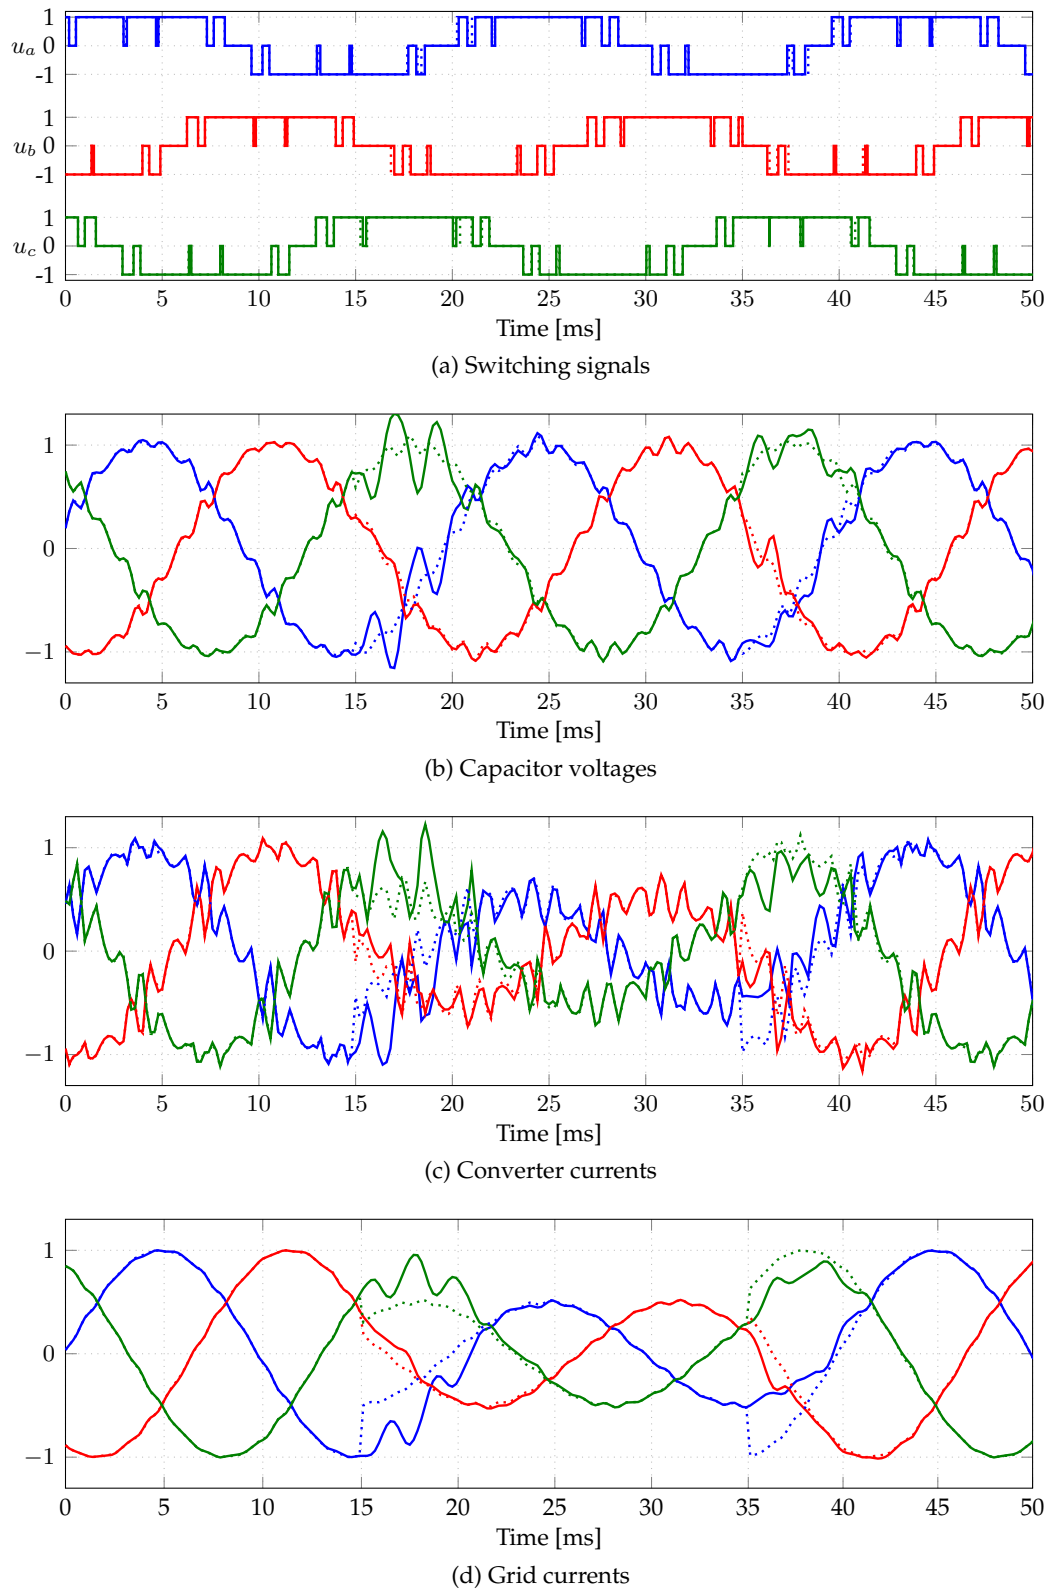 1
u_a 0
-1
1
u_b 0
-1
1
u_c 0
-1
0 5 10 15 20 25 30 35 40 45 50
Time [ms]
(a) Switching signals
1
0
−1
0 5 10 15 20 25 30 35 40 45 50
Time [ms]
(b) Capacitor voltages
1
0
−1
0 5 10 15 20 25 30 35 40 45 50
Time [ms]
(c) Converter currents
1
0
−1
0 5 10 15 20 25 30 35 40 45 50
Time [ms]
(d) Grid currents